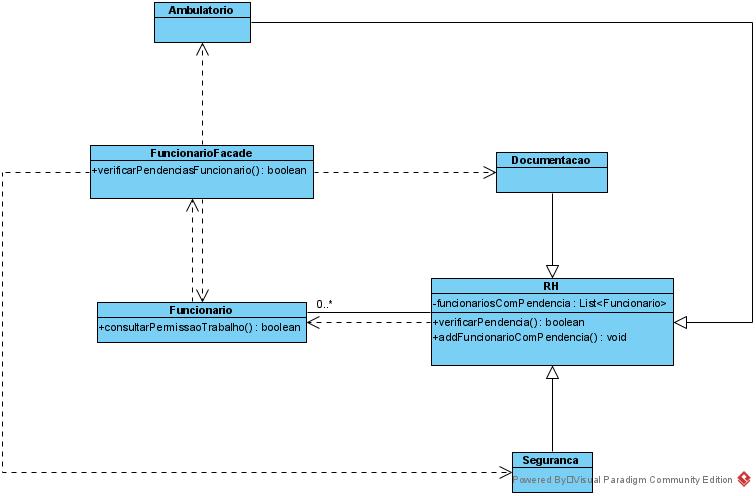 Ambulatorio
FuncionarioFacade
+verificarPendenciasFuncionario() : boolean
Documentacao
Funcionario
+consultarPermissaoTrabalho() : boolean
0..*
RH
-funcionariosComPendencia : List<Funcionario>
+verificarPendencia() : boolean
+addFuncionarioComPendencia() : void
Seguranca
Powered By Visual Paradigm Community Edition